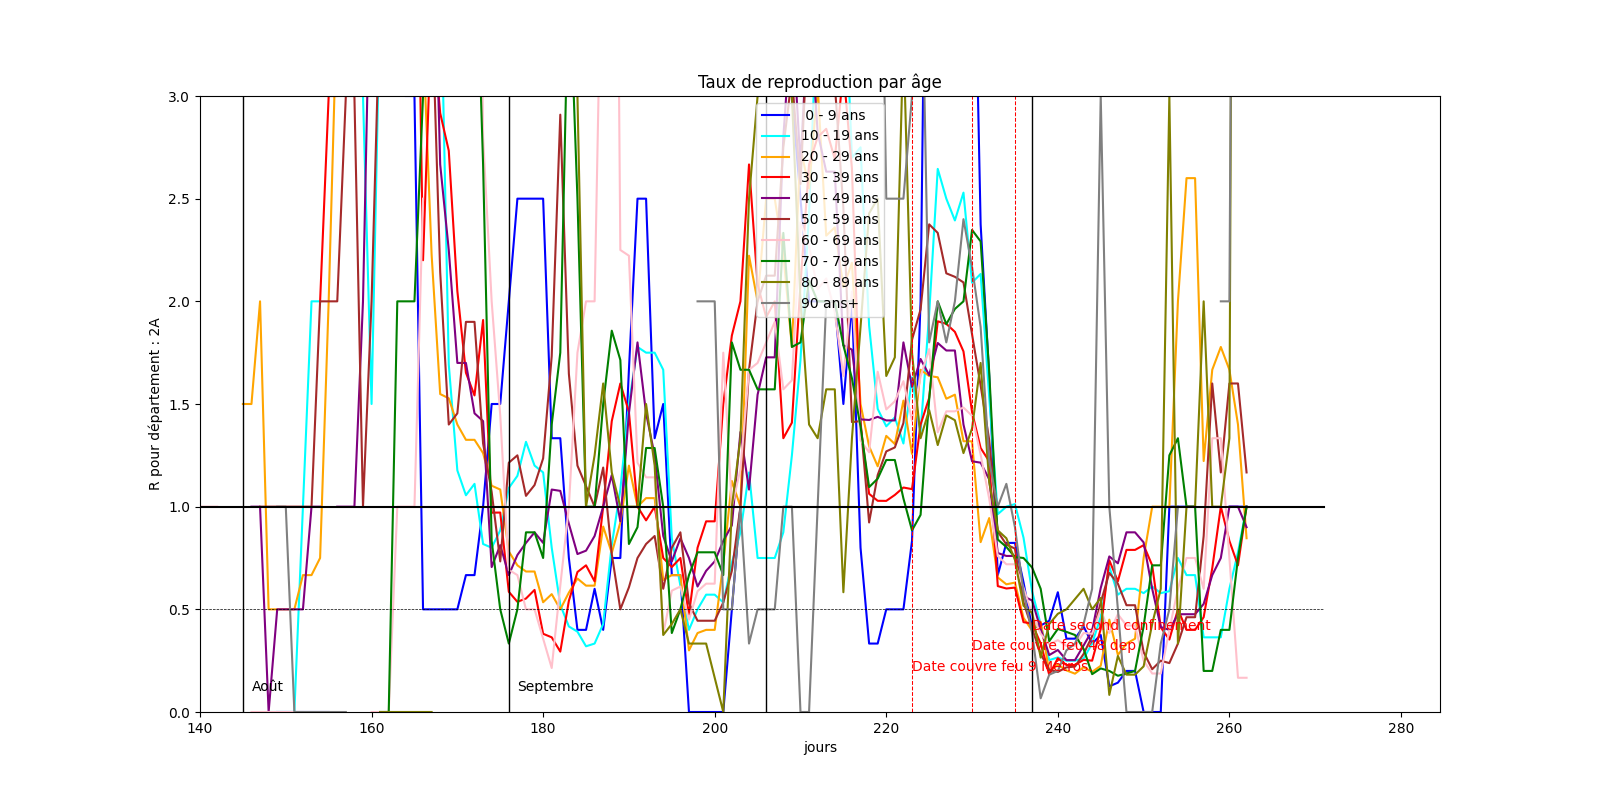 Taux de reproduction par âge
R pour département : 2A
3.0
2.5
2.0
1.5
1.0
0.5
0.0
0 - 9 ans
10 - 19 ans
20 - 29 ans
30 - 39 ans
40 - 49 ans
50 - 59 ans
60 - 69 ans
70 - 79 ans
80 - 89 ans
90 ans+
Date second confinement
Date couvre feu 48 dep
Date couvre feu 9 Métros
Août
Septembre
140 160 180 200 220 240 260 280
jours